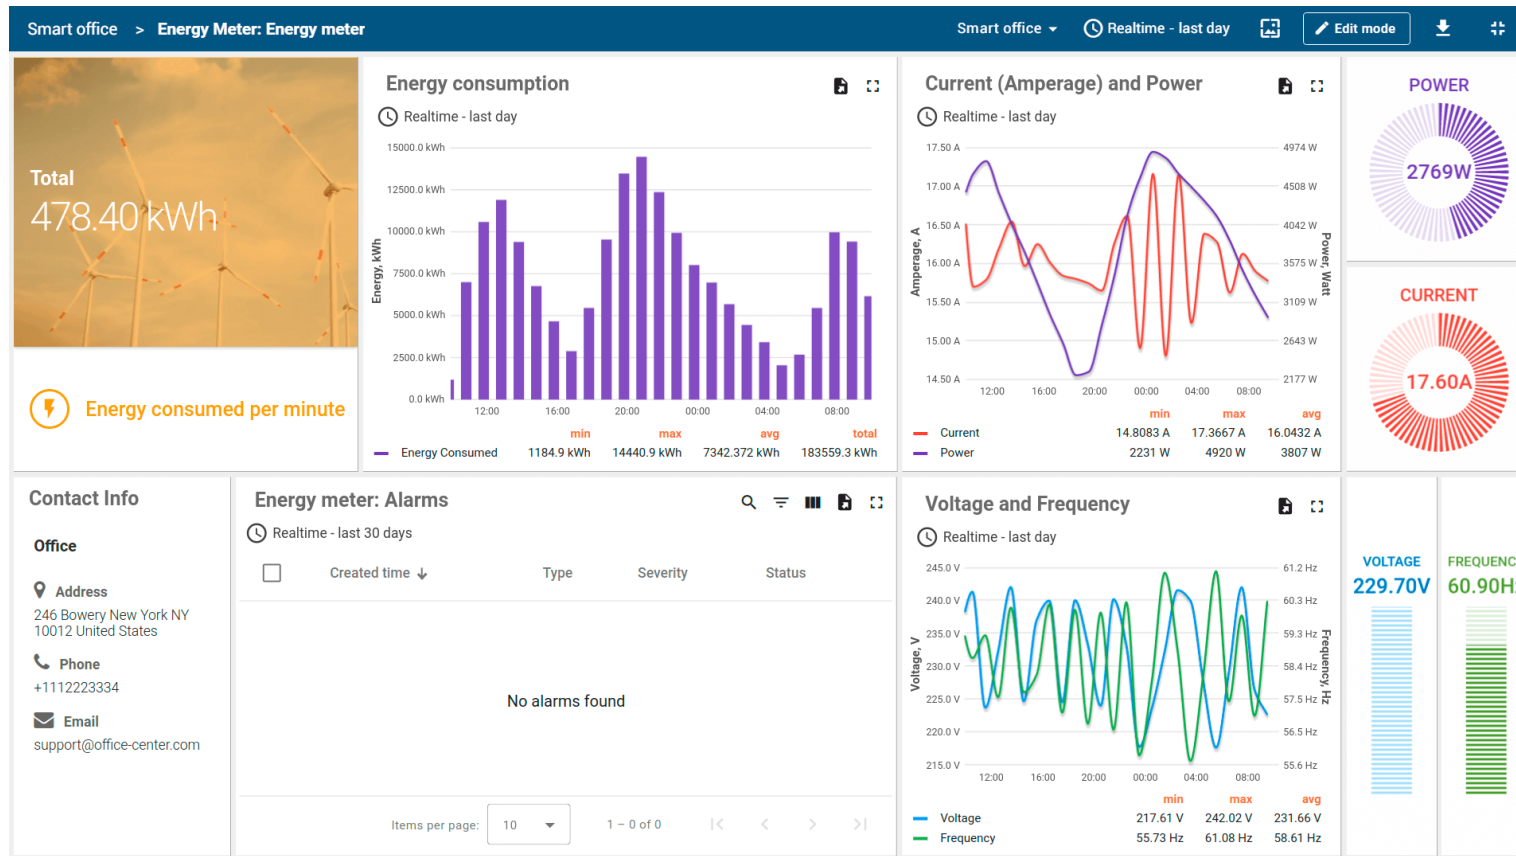 Smart office > Energy Meter: Energy meter
Smart office
Realtime - last day
Edit mode
Total
478.40 kWh
Energy consumed per minute
Energy consumption
Realtime - last day
Energy, kWh
15000.0 kWh
12500.0 kWh
10000.0 kWh
7500.0 kWh
5000.0 kWh
2500.0 kWh
0.0 kWh
12:00 16:00 20:00 00:00 04:00 08:00
min max avg total
Energy Consumed 1184.9 kWh 14440.9 kWh 7342.372 kWh 183559.3 kWh
Current (Amperage) and Power
Realtime - last day
Amperage, A
17.50 A
17.00 A
16.50 A
16.00 A
15.50 A
15.00 A
14.50 A
4974 W
4508 W
4042 W
3575 W
3109 W
2643 W
2177 W
Power, Watt
12:00 16:00 20:00 00:00 04:00 08:00
min max avg
Current 14.8083 A 17.3667 A 16.0432 A
Power 2231 W 4920 W 3807 W
POWER
2769W
CURRENT
17.60A
Contact Info
Office
Address
246 Bowery New York NY
10012 United States
Phone
+1112223334
Email
support@office-center.com
Energy meter: Alarms
Realtime - last 30 days
Created time Type Severity Status
No alarms found
Items per page: 10 1 – 0 of 0
Voltage and Frequency
Realtime - last day
Voltage, V
245.0 V
240.0 V
235.0 V
230.0 V
225.0 V
220.0 V
215.0 V
61.2 Hz
60.3 Hz
59.3 Hz
58.4 Hz
57.5 Hz
56.5 Hz
55.6 Hz
Frequency, Hz
12:00 16:00 20:00 00:00 04:00 08:00
min max avg
Voltage 217.61 V 242.02 V 231.66 V
Frequency 55.73 Hz 61.08 Hz 58.61 Hz
VOLTAGE
229.70V
FREQUENC
60.90H